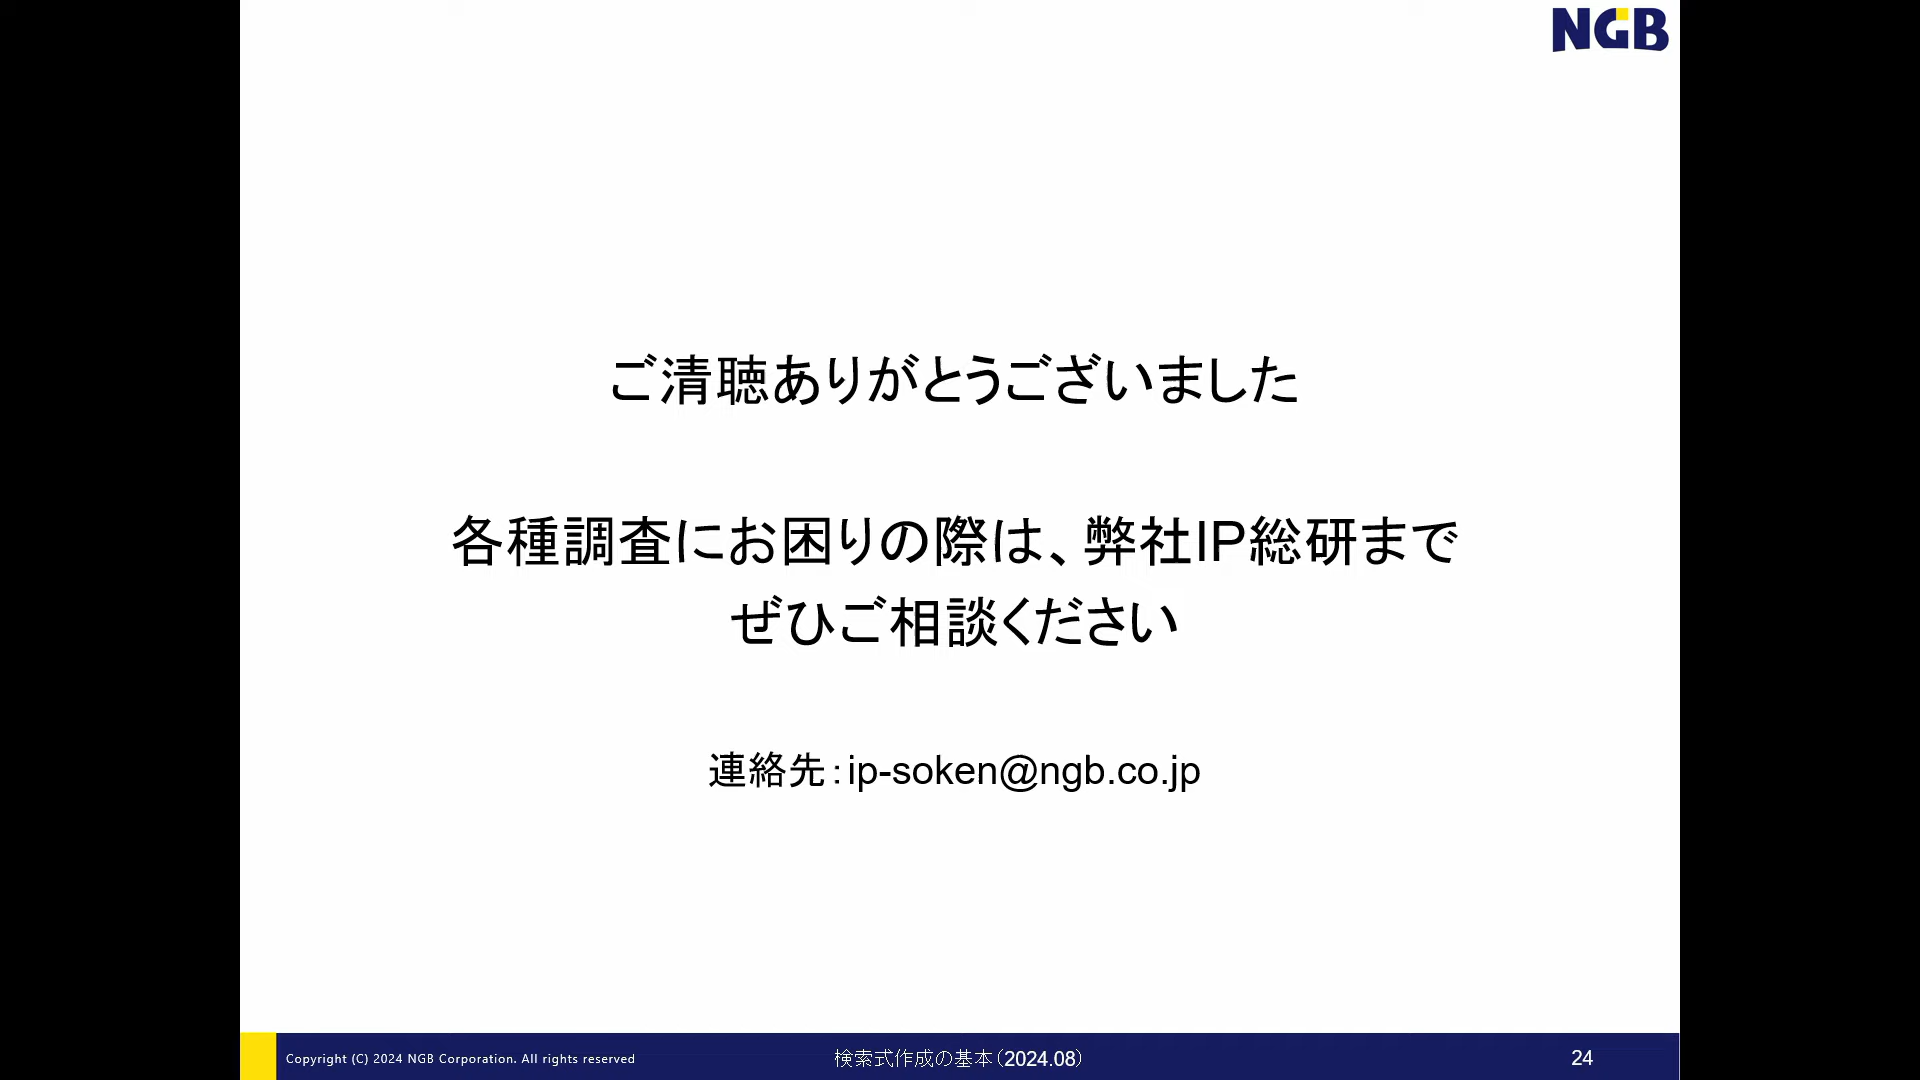 NGB
ご清聴ありがとうございました
各種調査にお困りの際は、弊社IP総研まで
ぜひご相談ください
連絡先：ip-soken@ngb.co.jp
Copyright (C) 2024 NGB Corporation. All rights reserved
検索式作成の基本（2024.08）
24